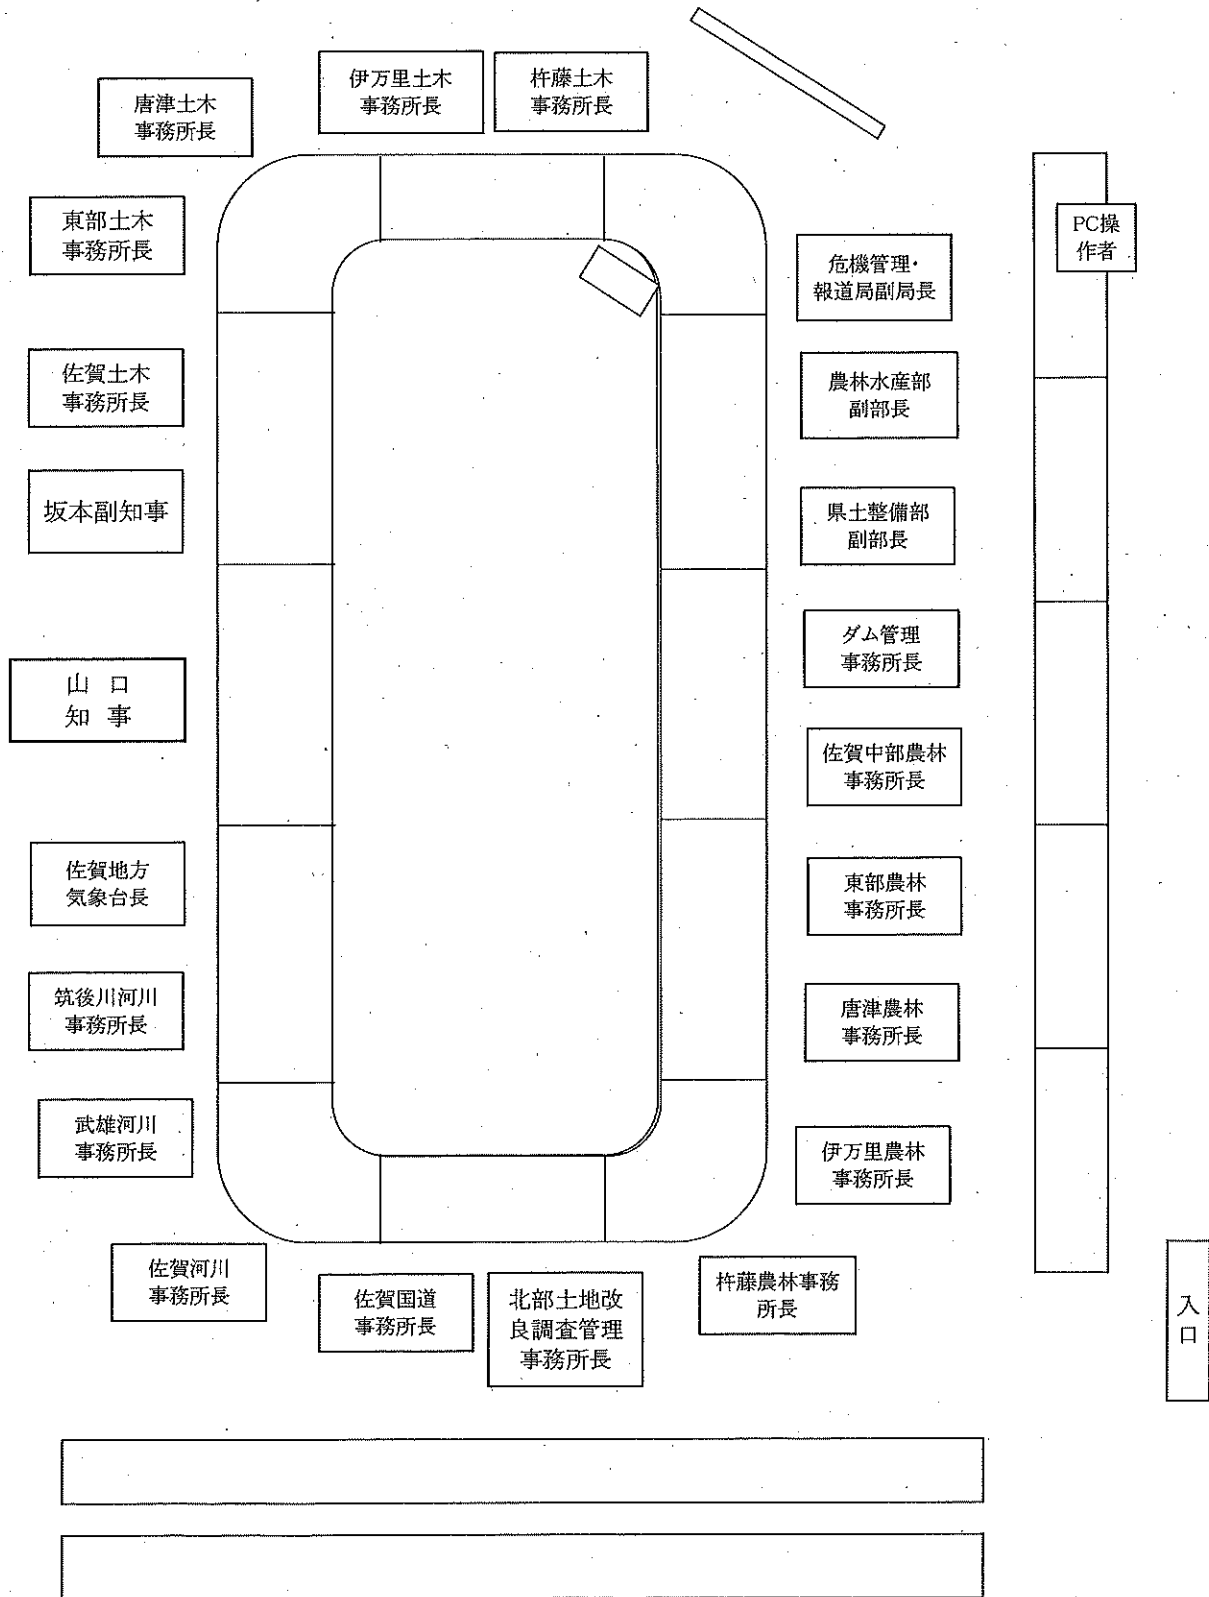 伊万里土木
事務所長
杵藤土木
事務所長
唐津土木
事務所長
東部土木
事務所長
PC操
作者
危機管理・
報道局副局長
佐賀土木
事務所長
農林水産部
副部長
坂本副知事
県土整備部
副部長
ダム管理
事務所長
山 口
知 事
佐賀中部農林
事務所長
佐賀地方
気象台長
東部農林
事務所長
筑後川河川
事務所長
唐津農林
事務所長
武雄河川
事務所長
伊万里農林
事務所長
佐賀河川
事務所長
佐賀国道
事務所長
北部土地改
良調査管理
事務所長
杵藤農林事務
所長
入
口